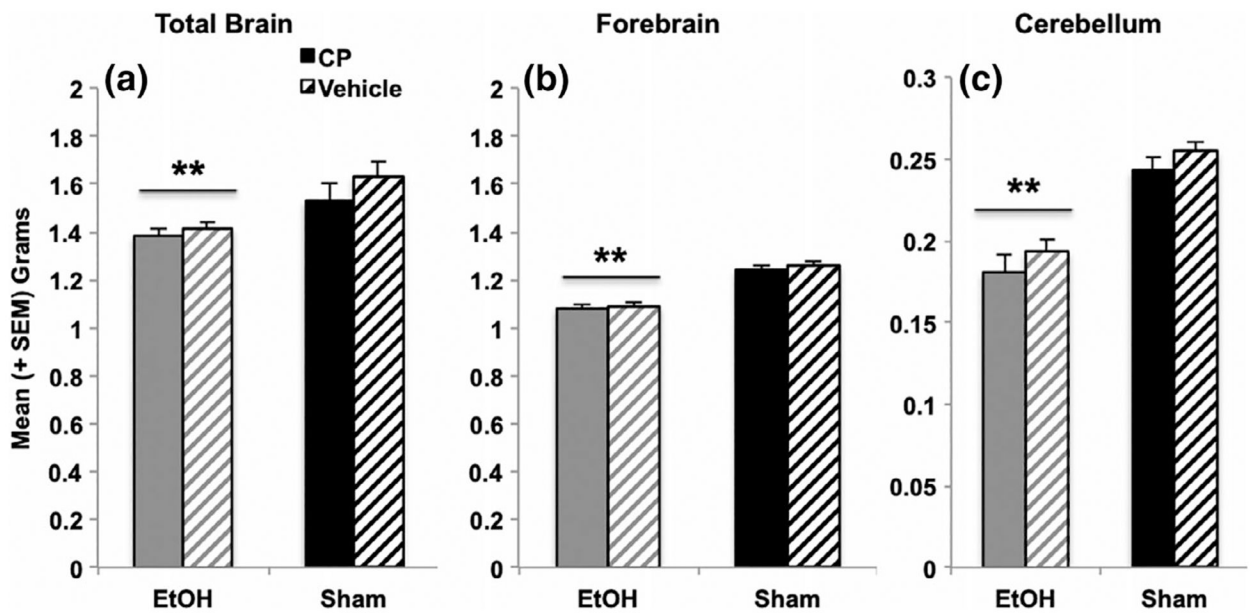 Total Brain
Forebrain
Cerebellum
(a)
CP
Vehicle
(b)
(c)
Mean (+ SEM) Grams
2
1.8
1.6
1.4
1.2
1
0.8
0.6
0.4
0.2
0
**
EtOH
Sham
2
1.8
1.6
1.4
1.2
1
0.8
0.6
0.4
0.2
0
**
EtOH
Sham
0.3
0.25
0.2
0.15
0.1
0.05
0
**
EtOH
Sham